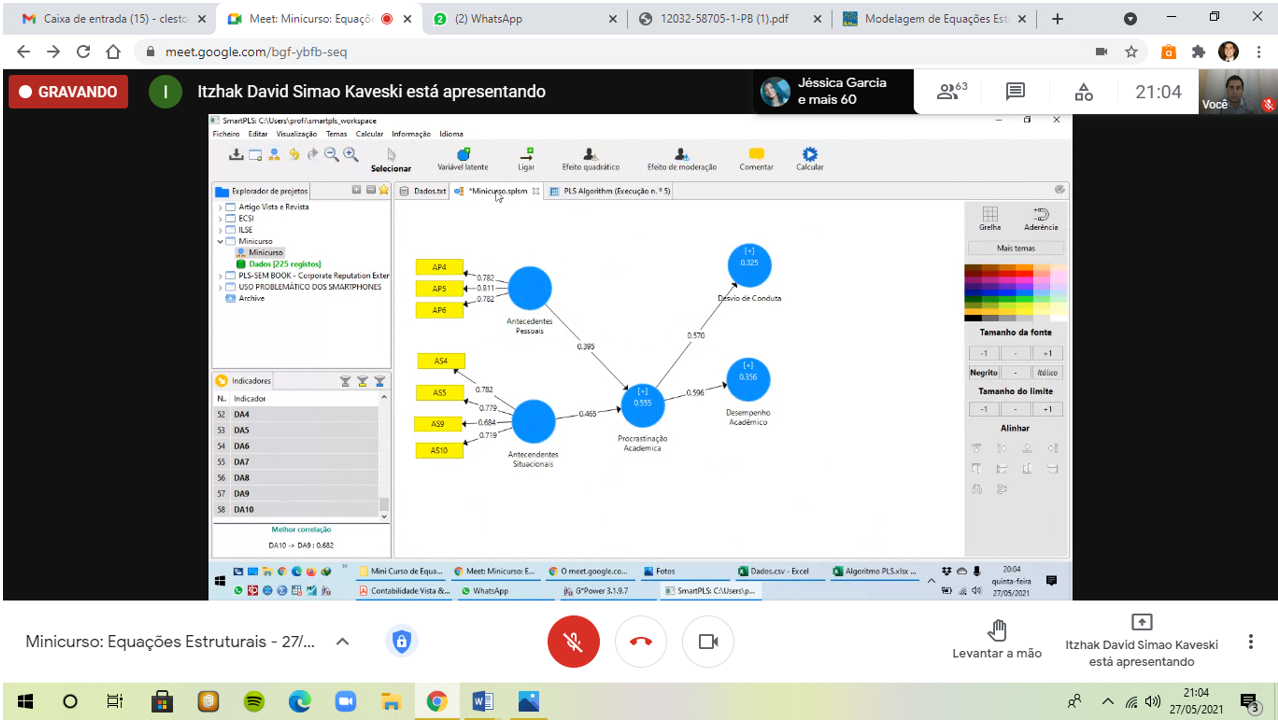 Caixa de entrada (15) - clesto
Meet: Minicurso: Equaçõe
(2) WhatsApp
12032-58705-1-PB (1).pdf
Modelagem de Equações Est
meet.google.com/bgf-ybfb-seq
GRAVANDO
I
Itzhak David Simao Kaveski está apresentando
Jéssica Garcia
e mais 60
63
21:04
Você
SmartPLS: C:\Users\profi\smartpls_workspace
Ficheiro Editar Visualização Temas Calcular Informação Idioma
Selecionar
Variável latente
Ligar
Efeito quadrático
Efeito de moderação
Comentar
Calcular
Explorador de projetos
Dados.txt
*Minicurso.splsm
PLS Algorithm (Execução n.º 5)
Artigo Vista e Revista
ECSI
ILSE
Minicurso
Minicurso
Dados [225 registos]
PLS-SEM BOOK - Corporate Reputation Exter
USO PROBLEMÁTICO DOS SMARTPHONES
Archive
Indicadores
N.. Indicador
52 DA4
53 DA5
54 DA6
55 DA7
56 DA8
57 DA9
58 DA10
Melhor correlação
DA10 -> DA9 : 0.682
AP4
AP5
AP6
0.782
0.811
0.782
Antecedentes
Pessoais
0.395
AS4
AS5
AS9
AS10
0.782
0.779
0.684
0.719
Antecendentes
Situacionais
0.465
[+]
0.555
Procrastinação
Academica
0.570
0.596
[+]
0.325
Desvio de Conduta
[+]
0.356
Desempenho
Acadêmico
Grelha
Aderência
Mais temas
Tamanho da fonte
-1 - +1
Negrito - Itálico
Tamanho do limite
-1 - +1
Alinhar
Mini Curso de Equa...
Meet: Minicurso: E...
O meet.google.co...
Fotos
Dados.csv - Excel
Algoritmo PLS.xlsx ...
Contabilidade Vista &...
WhatsApp
G*Power 3.1.9.7
SmartPLS: C:\Users\p...
20:04
quinta-feira
27/05/2021
Minicurso: Equações Estruturais - 27/...
Levantar a mão
Itzhak David Simao Kaveski
está apresentando
21:04
27/05/2021
3